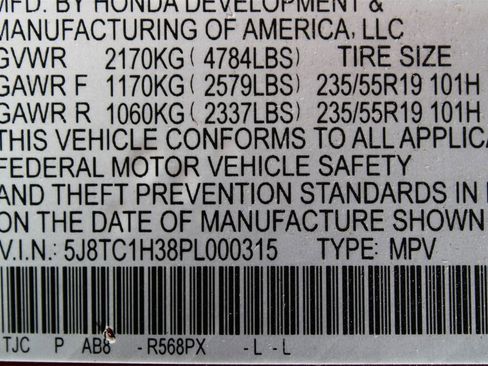 MFD. BY HONDA DEVELOPMENT &
MANUFACTURING OF AMERICA, LLC
GVWR 2170KG ( 4784LBS) TIRE SIZE
GAWR F 1170KG ( 2579LBS) 235/55R19 101H
GAWR R 1060KG ( 2337LBS) 235/55R19 101H
THIS VEHICLE CONFORMS TO ALL APPLICA
FEDERAL MOTOR VEHICLE SAFETY
AND THEFT PREVENTION STANDARDS IN
ON THE DATE OF MANUFACTURE SHOWN
V.I.N.: 5J8TC1H38PL000315 TYPE: MPV
TJC P AB8 - R568PX - L - L